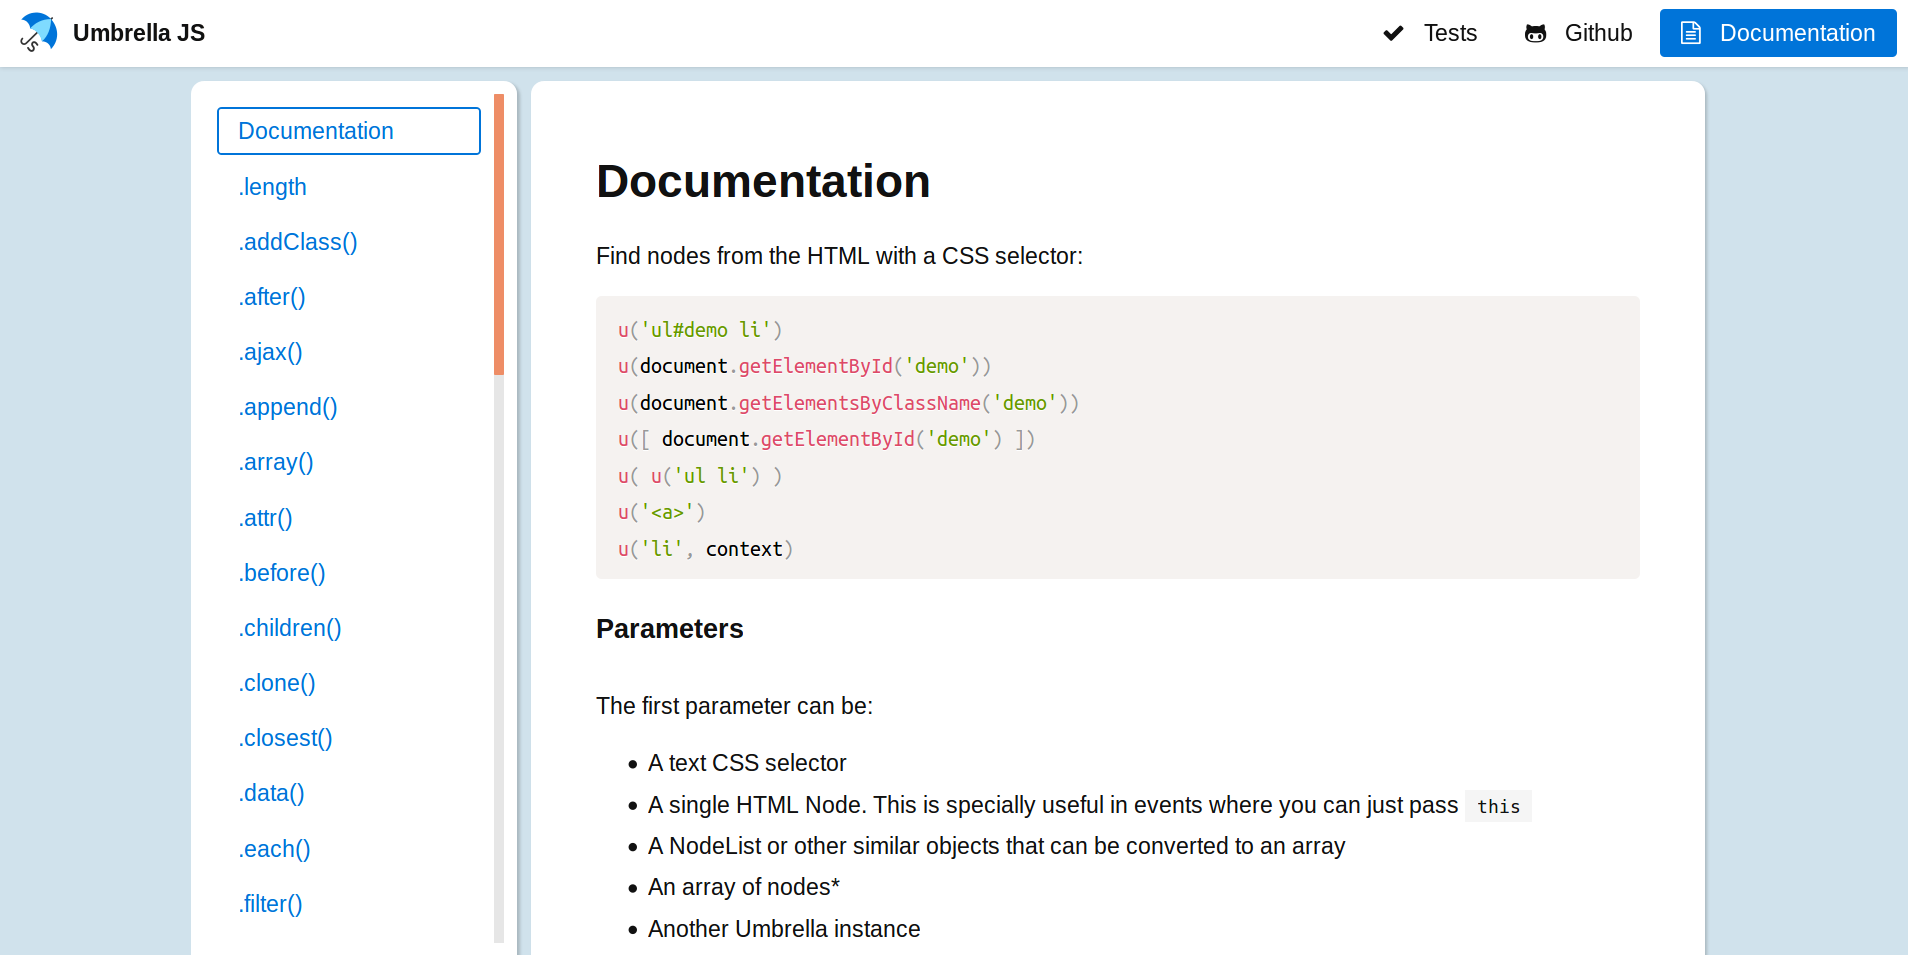 Umbrella JS
Tests
Github
Documentation
Documentation
.length
.addClass()
.after()
.ajax()
.append()
.array()
.attr()
.before()
.children()
.clone()
.closest()
.data()
.each()
.filter()
Documentation
Find nodes from the HTML with a CSS selector:
u('ul#demo li')
u(document.getElementById('demo'))
u(document.getElementsByClassName('demo'))
u([ document.getElementById('demo') ])
u( u('ul li') )
u('<a>')
u('li', context)
Parameters
The first parameter can be:
• A text CSS selector
• A single HTML Node. This is specially useful in events where you can just pass this
• A NodeList or other similar objects that can be converted to an array
• An array of nodes*
• Another Umbrella instance